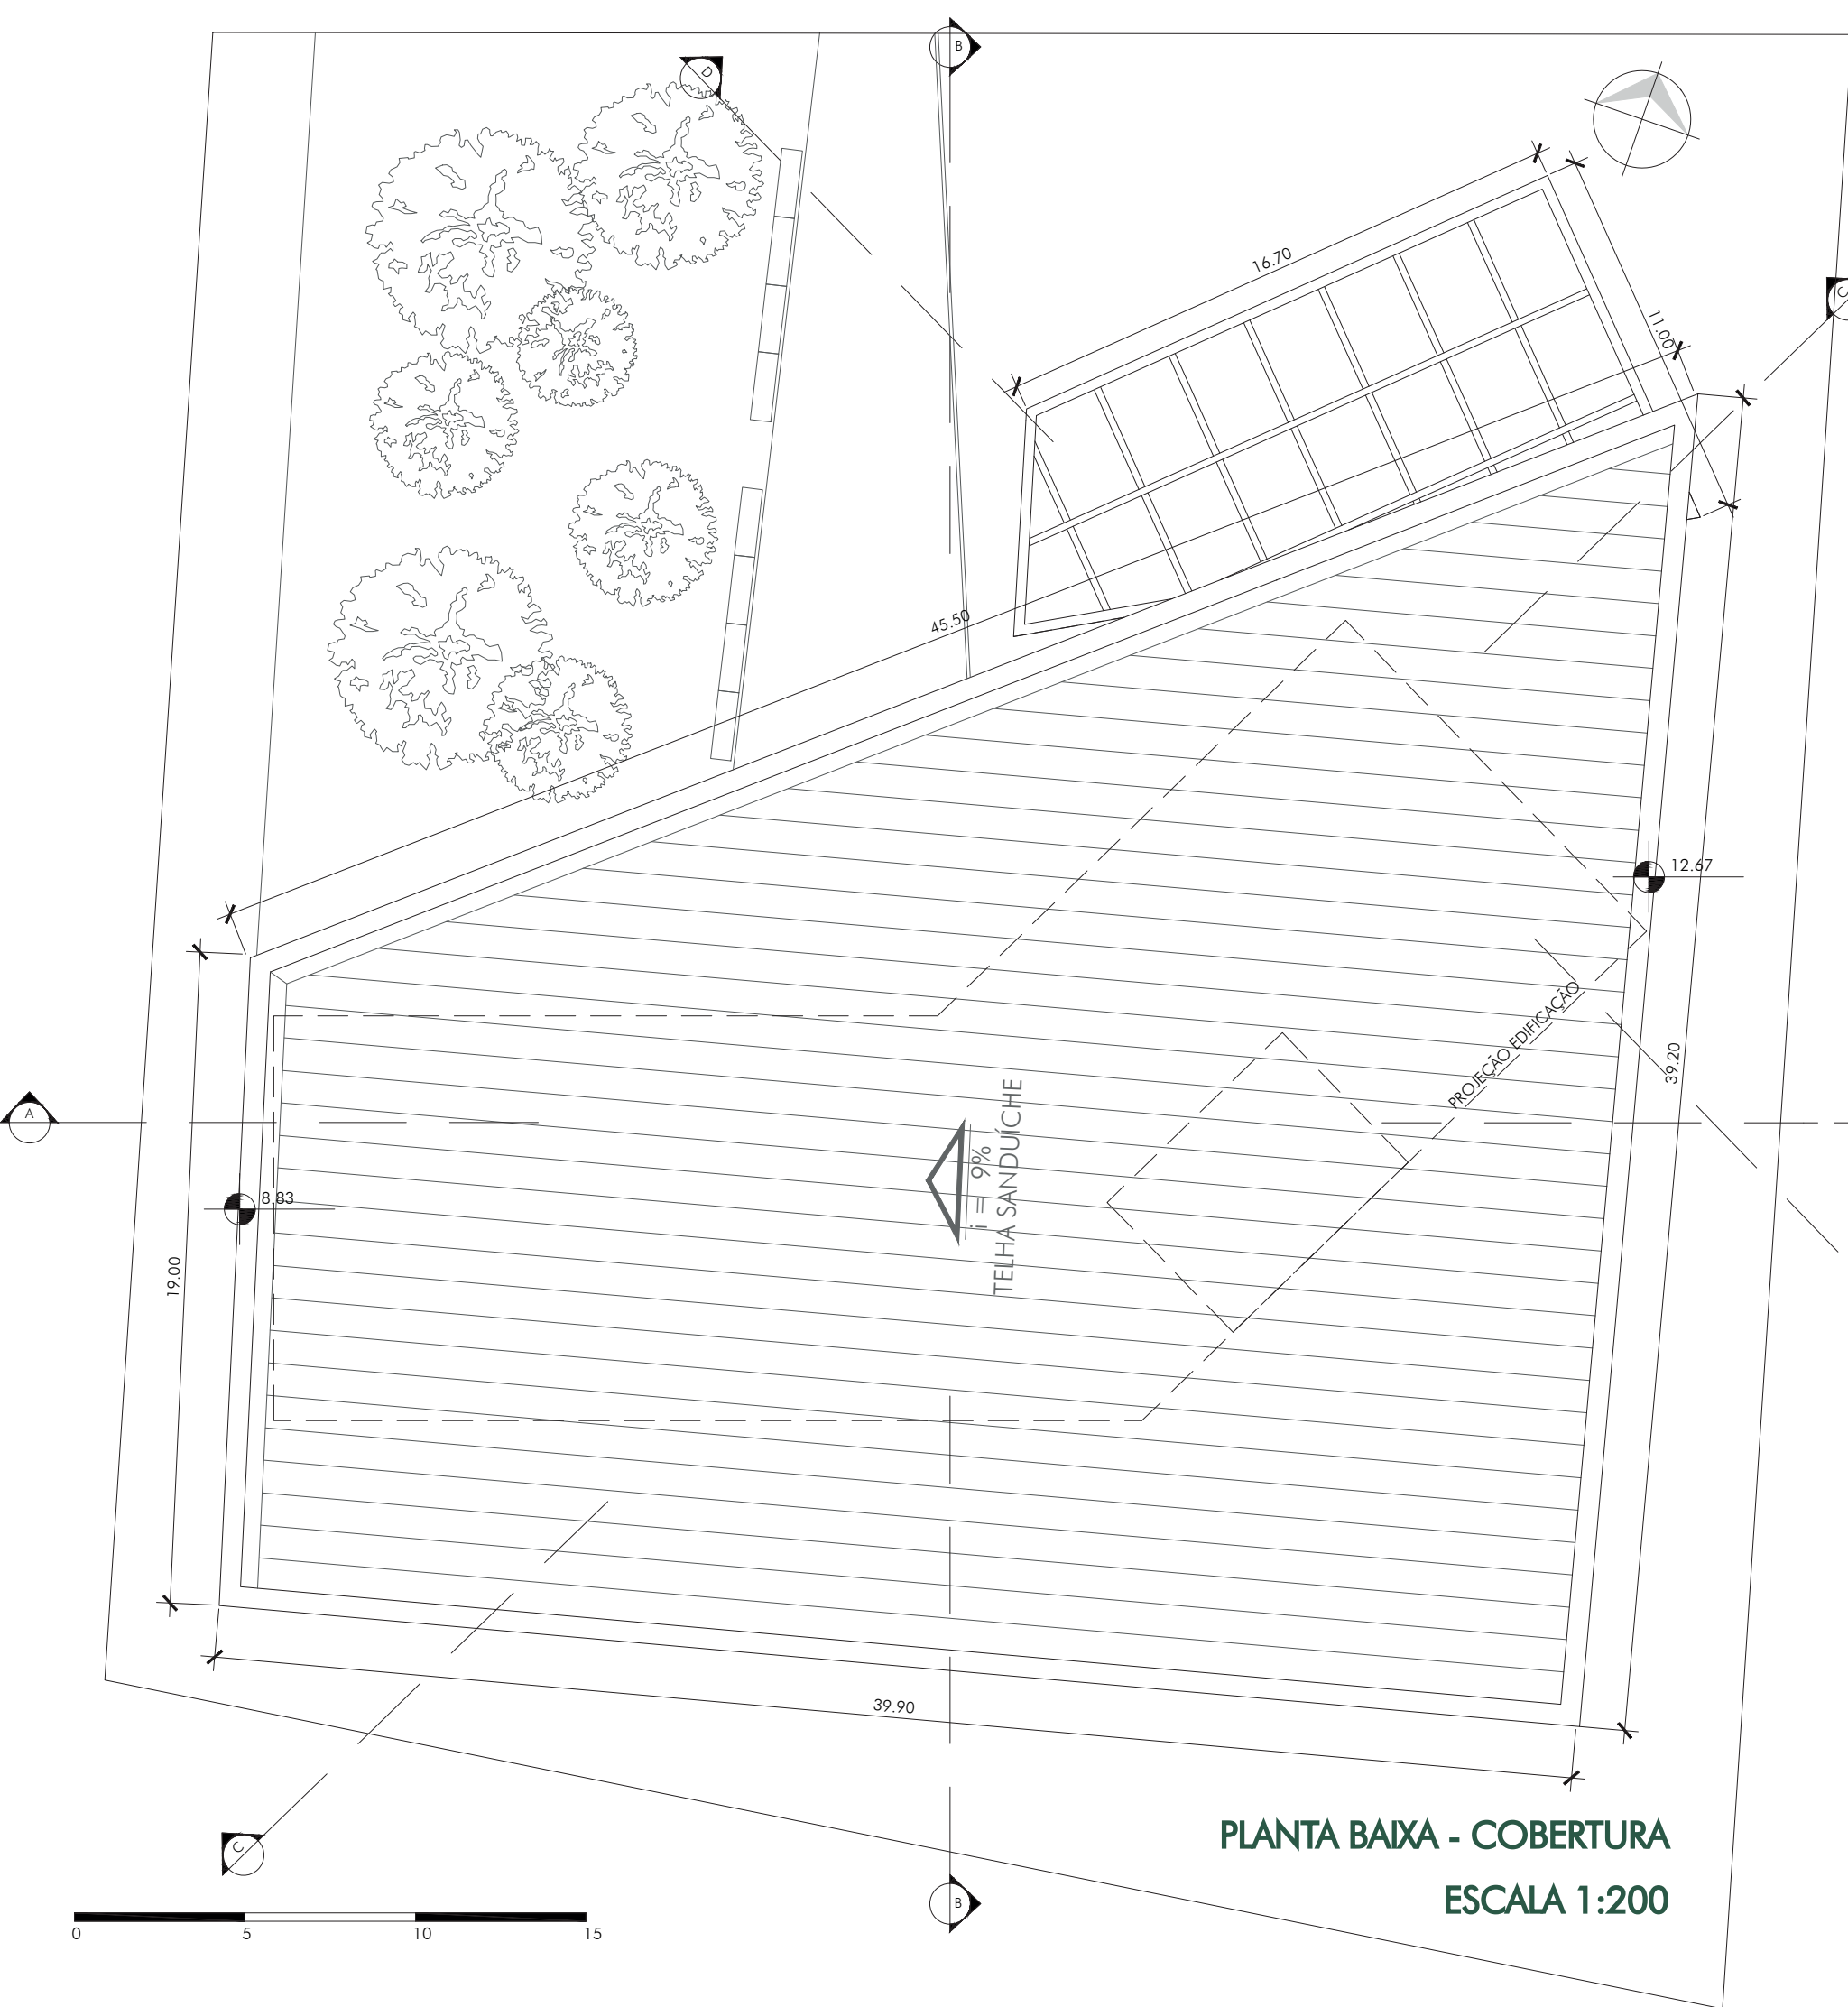 B
D
16.70
11.00
C
45.50
12.67
PROJEÇÃO EDIFICAÇÃO
39.20
A
i = 9%
TELHA SANDUÍCHE
8.83
19.00
39.90
C
B
PLANTA BAIXA - COBERTURA
ESCALA 1:200
0 5 10 15